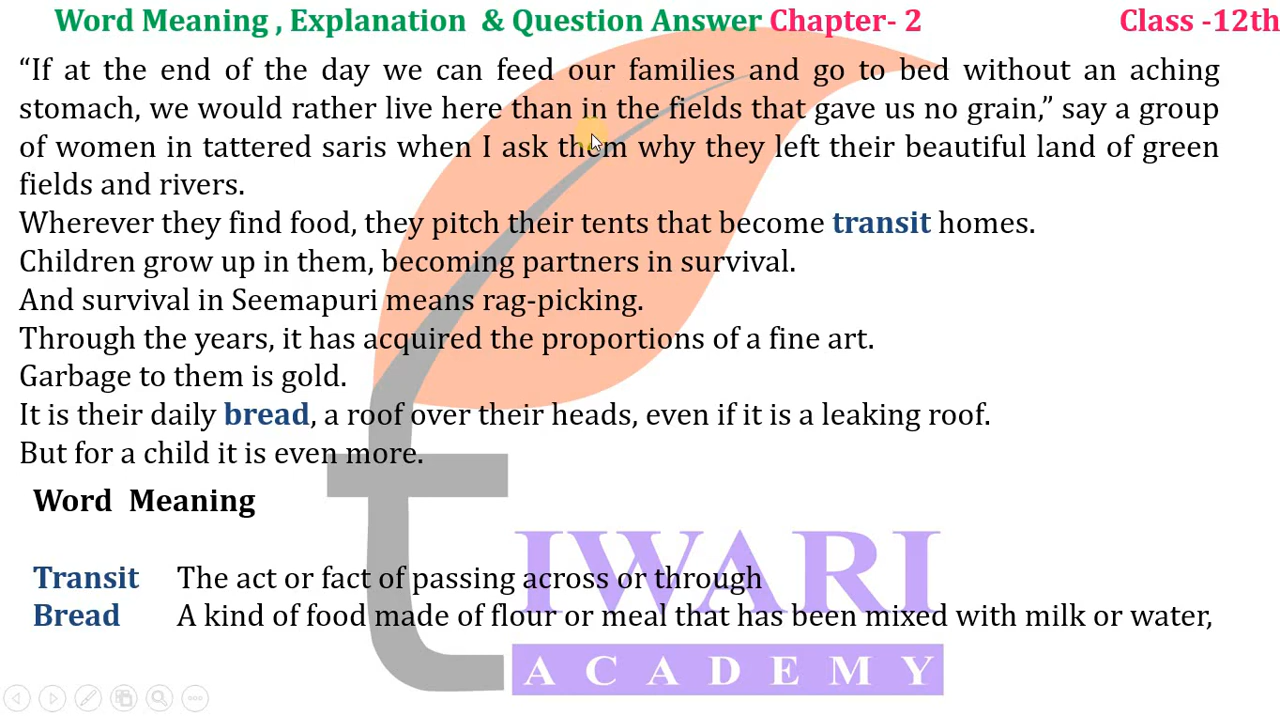 Word Meaning , Explanation & Question Answer Chapter- 2 Class -12th
“If at the end of the day we can feed our families and go to bed without an aching
stomach, we would rather live here than in the fields that gave us no grain,” say a group
of women in tattered saris when I ask them why they left their beautiful land of green
fields and rivers.
Wherever they find food, they pitch their tents that become transit homes.
Children grow up in them, becoming partners in survival.
And survival in Seemapuri means rag-picking.
Through the years, it has acquired the proportions of a fine art.
Garbage to them is gold.
It is their daily bread, a roof over their heads, even if it is a leaking roof.
But for a child it is even more.
Word Meaning
Transit The act or fact of passing across or through
Bread A kind of food made of flour or meal that has been mixed with milk or water,
tIWARI
ACADEMY